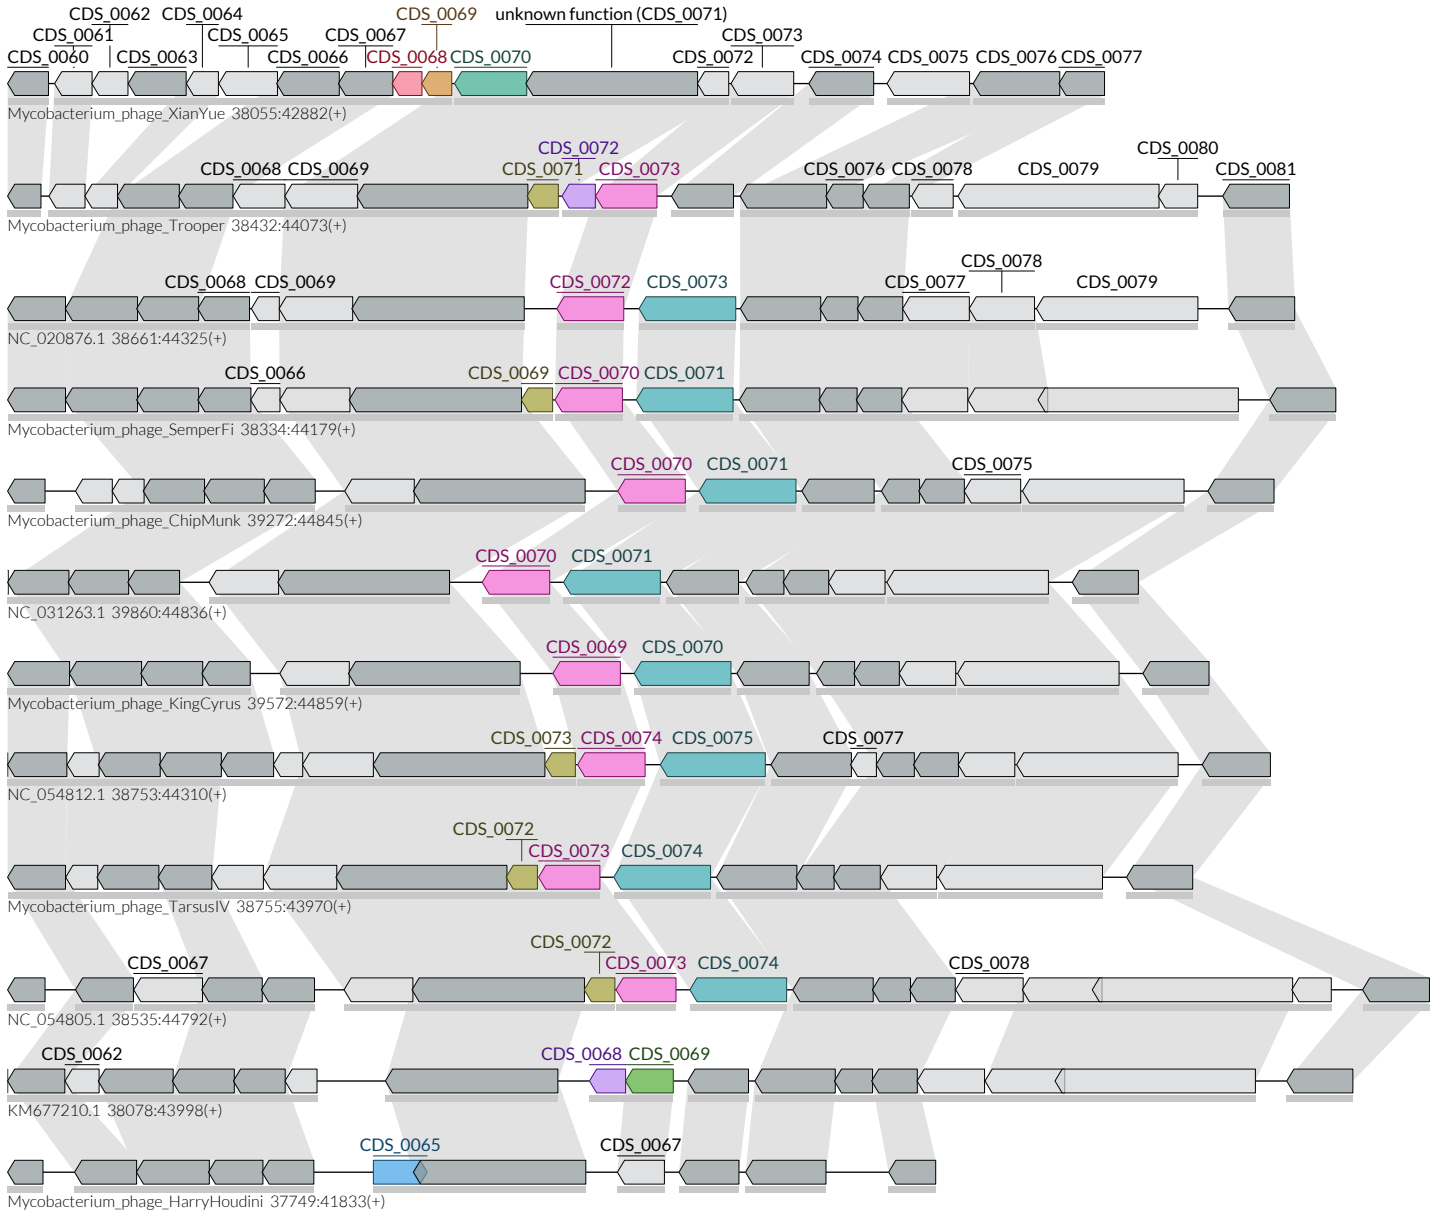 CDS_0062 CDS_0064 CDS_0069 unknown function (CDS_0071)
CDS_0061 CDS_0065 CDS_0067 CDS_0073
CDS_0060 CDS_0063 CDS_0066 CDS_0068 CDS_0070 CDS_0072 CDS_0074 CDS_0075 CDS_0076 CDS_0077
Mycobacterium_phage_XianYue 38055:42882(+)
CDS_0072 CDS_0080
CDS_0068 CDS_0069 CDS_0071 CDS_0073 CDS_0076 CDS_0078 CDS_0079 CDS_0081
Mycobacterium_phage_Trooper 38432:44073(+)
CDS_0078
CDS_0068 CDS_0069 CDS_0072 CDS_0073 CDS_0077 CDS_0079
NC_020876.1 38661:44325(+)
CDS_0066 CDS_0069 CDS_0070 CDS_0071
Mycobacterium_phage_SemperFi 38334:44179(+)
CDS_0070 CDS_0071 CDS_0075
Mycobacterium_phage_ChipMunk 39272:44845(+)
CDS_0070 CDS_0071
NC_031263.1 39860:44836(+)
CDS_0069 CDS_0070
Mycobacterium_phage_KingCyrus 39572:44859(+)
CDS_0073 CDS_0074 CDS_0075 CDS_0077
NC_054812.1 38753:44310(+)
CDS_0072
CDS_0073 CDS_0074
Mycobacterium_phage_TarsusIV 38755:43970(+)
CDS_0072
CDS_0067 CDS_0073 CDS_0074 CDS_0078
NC_054805.1 38535:44792(+)
CDS_0062 CDS_0068 CDS_0069
KM677210.1 38078:43998(+)
CDS_0065 CDS_0067
Mycobacterium_phage_HarryHoudini 37749:41833(+)